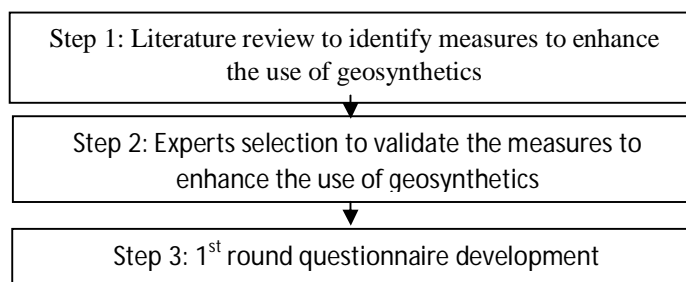 Step 1: Literature review to identify measures to enhance
the use of geosynthetics
Step 2: Experts selection to validate the measures to
enhance the use of geosynthetics
Step 3: 1st round questionnaire development